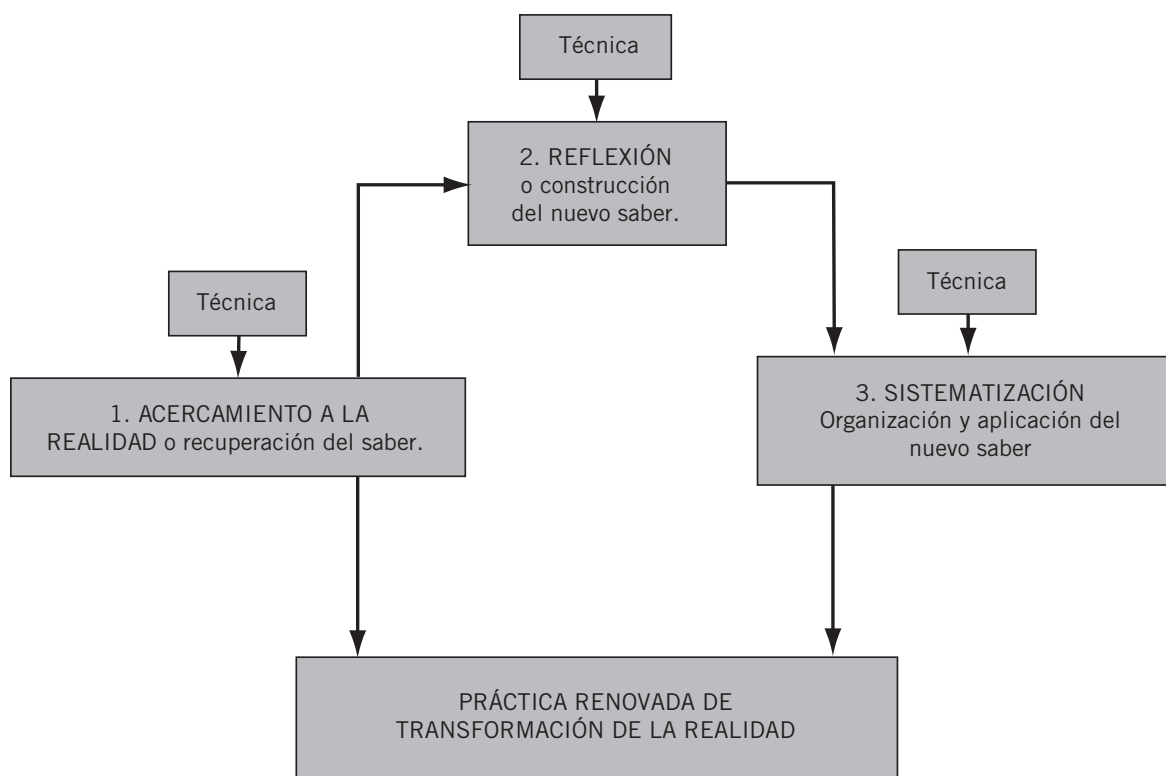 Técnica
2. REFLEXIÓN
o construcción
del nuevo saber.
Técnica
Técnica
1. ACERCAMIENTO A LA
REALIDAD o recuperación del saber.
3. SISTEMATIZACIÓN
Organización y aplicación del
nuevo saber
PRÁCTICA RENOVADA DE
TRANSFORMACIÓN DE LA REALIDAD